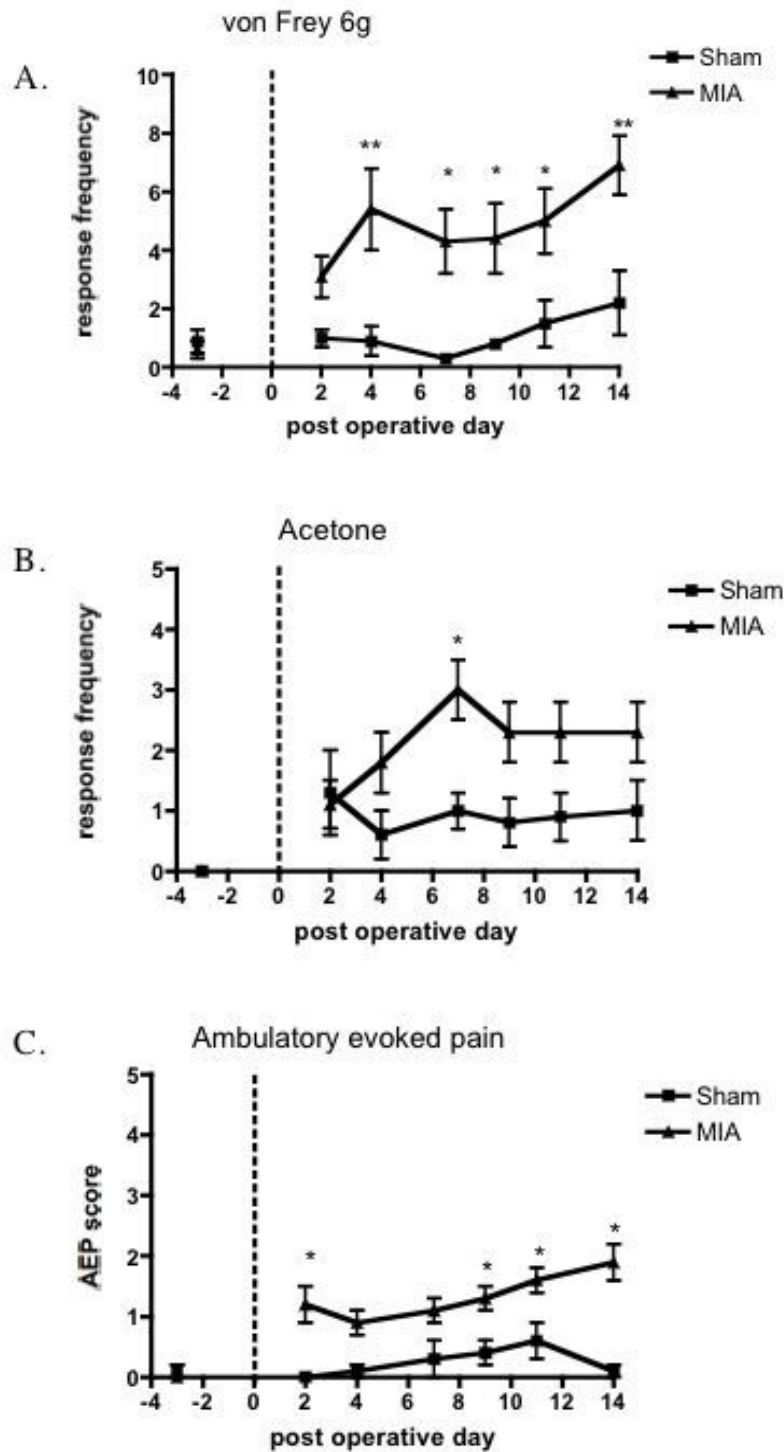 von Frey 6g
A.
Sham
MIA
response frequency
10
8
6
4
2
0
** * * * **
-4 -2 0 2 4 6 8 10 12 14
post operative day
Acetone
B.
Sham
MIA
response frequency
5
4
3
2
1
0
*
-4 -2 0 2 4 6 8 10 12 14
post operative day
C.
Ambulatory evoked pain
Sham
MIA
AEP score
5
4
3
2
1
0
* * * *
-4 -2 0 2 4 6 8 10 12 14
post operative day